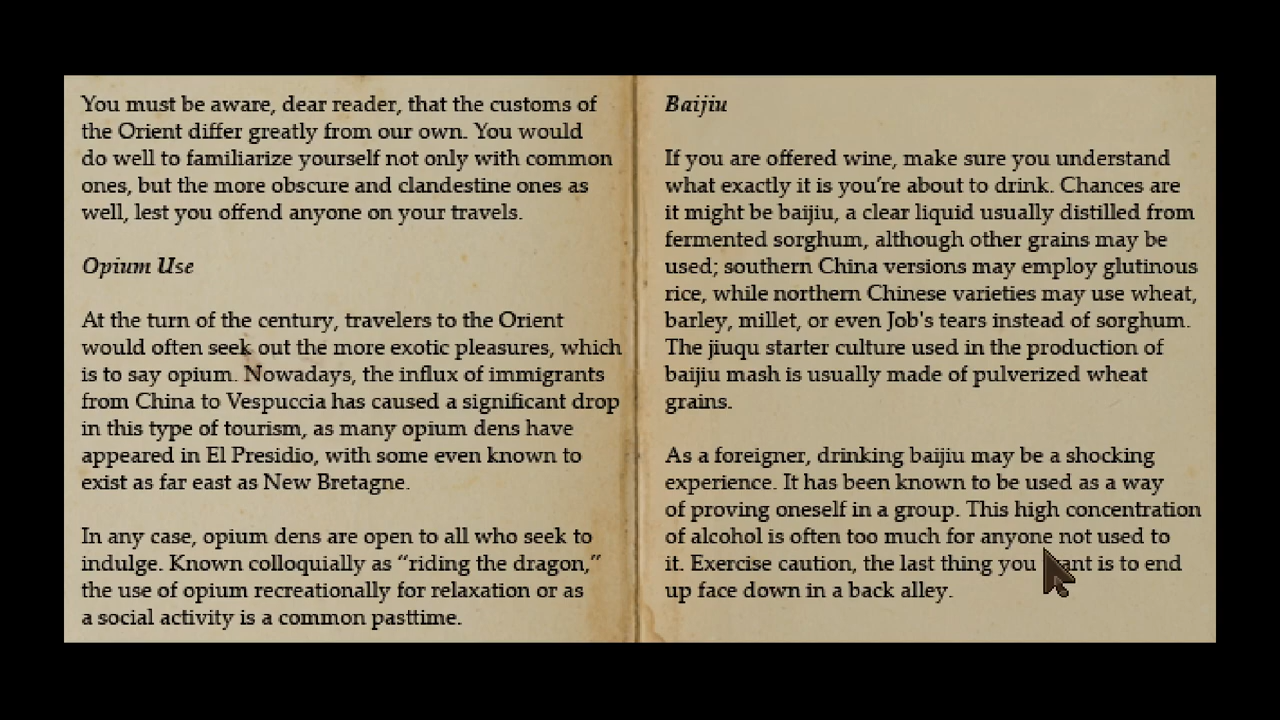 You must be aware, dear reader, that the customs of
the Orient differ greatly from our own. You would
do well to familiarize yourself not only with common
ones, but the more obscure and clandestine ones as
well, lest you offend anyone on your travels.
Opium Use
At the turn of the century, travelers to the Orient
would often seek out the more exotic pleasures, which
is to say opium. Nowadays, the influx of immigrants
from China to Vespuccia has caused a significant drop
in this type of tourism, as many opium dens have
appeared in El Presidio, with some even known to
exist as far east as New Bretagne.
In any case, opium dens are open to all who seek to
indulge. Known colloquially as “riding the dragon,”
the use of opium recreationally for relaxation or as
a social activity is a common pasttime.
Baijiu
If you are offered wine, make sure you understand
what exactly it is you’re about to drink. Chances are
it might be baijiu, a clear liquid usually distilled from
fermented sorghum, although other grains may be
used; southern China versions may employ glutinous
rice, while northern Chinese varieties may use wheat,
barley, millet, or even Job's tears instead of sorghum.
The jiuqu starter culture used in the production of
baijiu mash is usually made of pulverized wheat
grains.
As a foreigner, drinking baijiu may be a shocking
experience. It has been known to be used as a way
of proving oneself in a group. This high concentration
of alcohol is often too much for anyone not used to
it. Exercise caution, the last thing you want is to end
up face down in a back alley.